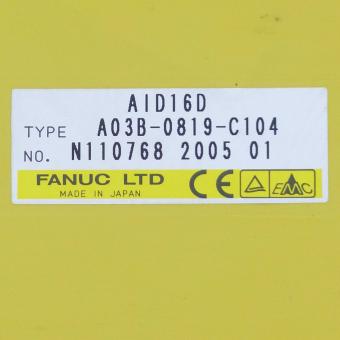 AID16D
TYPE A03B-0819-C104
NO. N110768 2005 01
FANUC LTD
MADE IN JAPAN
CE
EMC